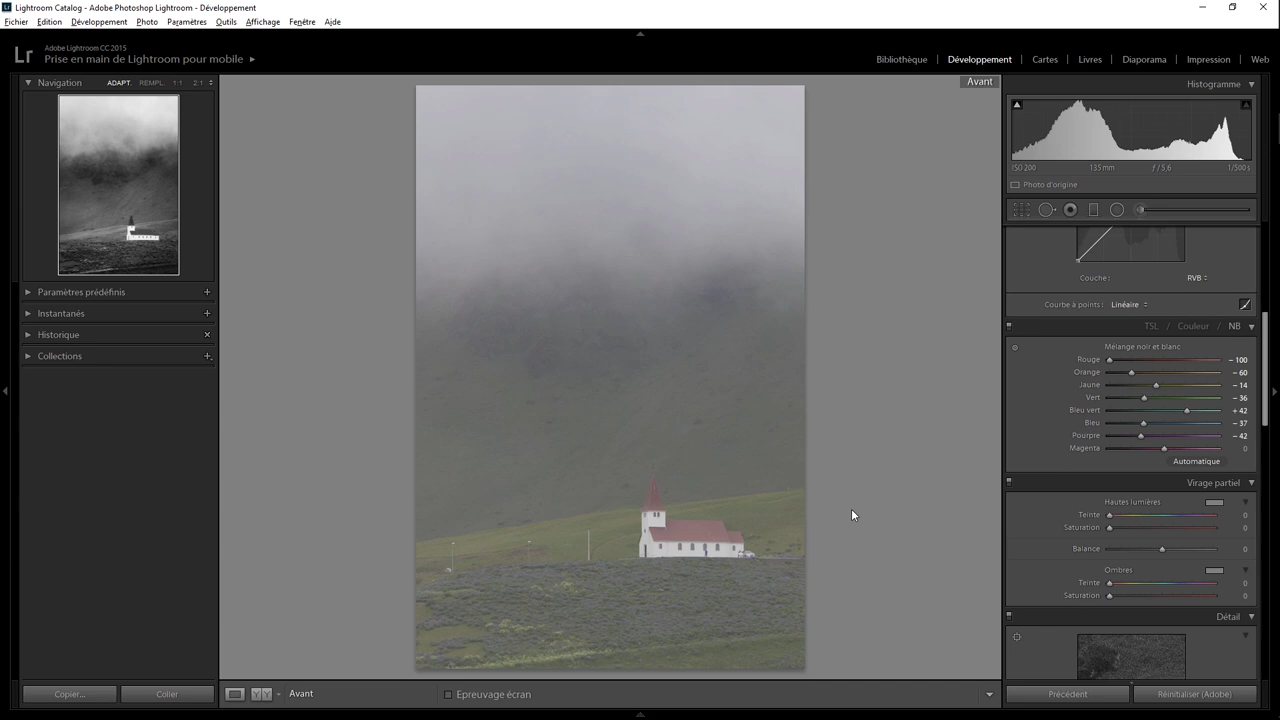 Lightroom Catalog - Adobe Photoshop Lightroom - Développement
Fichier Edition Développement Photo Paramètres Outils Affichage Fenêtre Aide
Lr
Adobe Lightroom CC 2015
Prise en main de Lightroom pour mobile
Bibliothèque Développement Cartes Livres Diaporama Impression Web
Navigation ADAPT. REMPL. 1:1 2:1
Paramètres prédéfinis
Instantanés
Historique
Collections
Copier... Coller
Avant
Avant
Epreuvage écran
Histogramme
ISO 200 135 mm ƒ / 5,6 1/500 s
Photo d'origine
Couche : RVB
Courbe à points : Linéaire
TSL / Couleur / NB
Mélange noir et blanc
Rouge - 100
Orange - 60
Jaune - 14
Vert - 36
Bleu vert + 42
Bleu - 37
Pourpre - 42
Magenta 0
Automatique
Virage partiel
Hautes lumières
Teinte 0
Saturation 0
Balance 0
Ombres
Teinte 0
Saturation 0
Détail
Précédent Réinitialiser (Adobe)